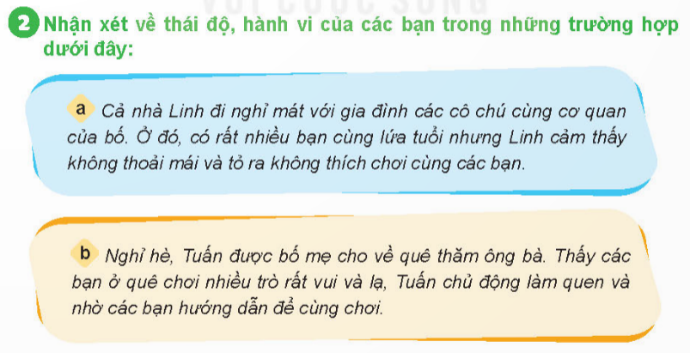 VỚI CUỘC SỐNG
2 Nhận xét về thái độ, hành vi của các bạn trong những trường hợp
dưới đây:
a Cả nhà Linh đi nghỉ mát với gia đình các cô chú cùng cơ quan
của bố. Ở đó, có rất nhiều bạn cùng lứa tuổi nhưng Linh cảm thấy
không thoải mái và tỏ ra không thích chơi cùng các bạn.
b Nghỉ hè, Tuấn được bố mẹ cho về quê thăm ông bà. Thấy các
bạn ở quê chơi nhiều trò rất vui và lạ, Tuấn chủ động làm quen và
nhờ các bạn hướng dẫn để cùng chơi.